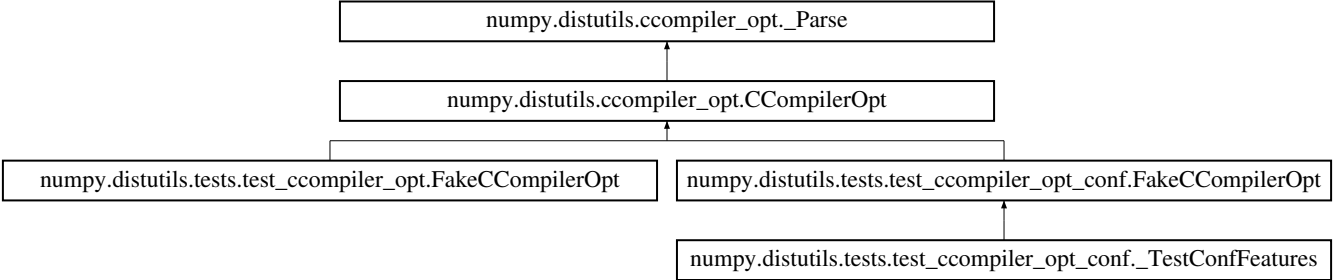 numpy.distutils.ccompiler_opt._Parse
numpy.distutils.ccompiler_opt.CCompilerOpt
numpy.distutils.tests.test_ccompiler_opt.FakeCCompilerOpt
numpy.distutils.tests.test_ccompiler_opt_conf.FakeCCompilerOpt
numpy.distutils.tests.test_ccompiler_opt_conf._TestConfFeatures